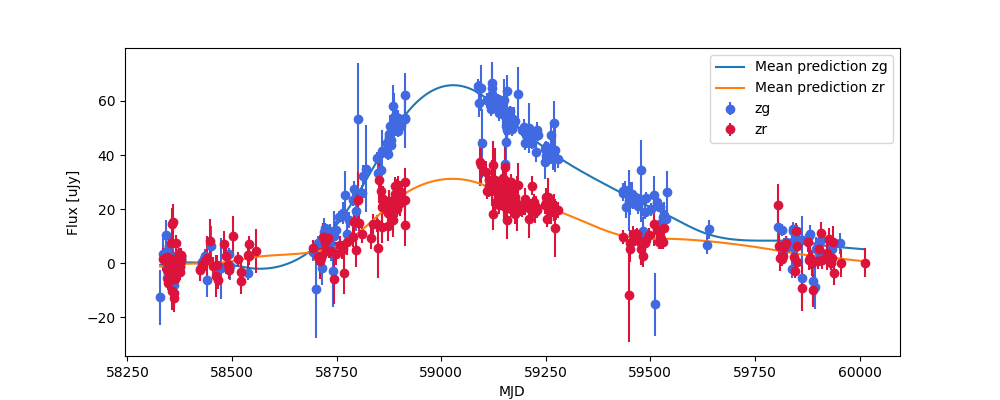 Mean prediction zg
Mean prediction zr
zg
zr
Flux [uJy]
60
40
20
0
−20
58250 58500 58750 59000 59250 59500 59750 60000
MJD